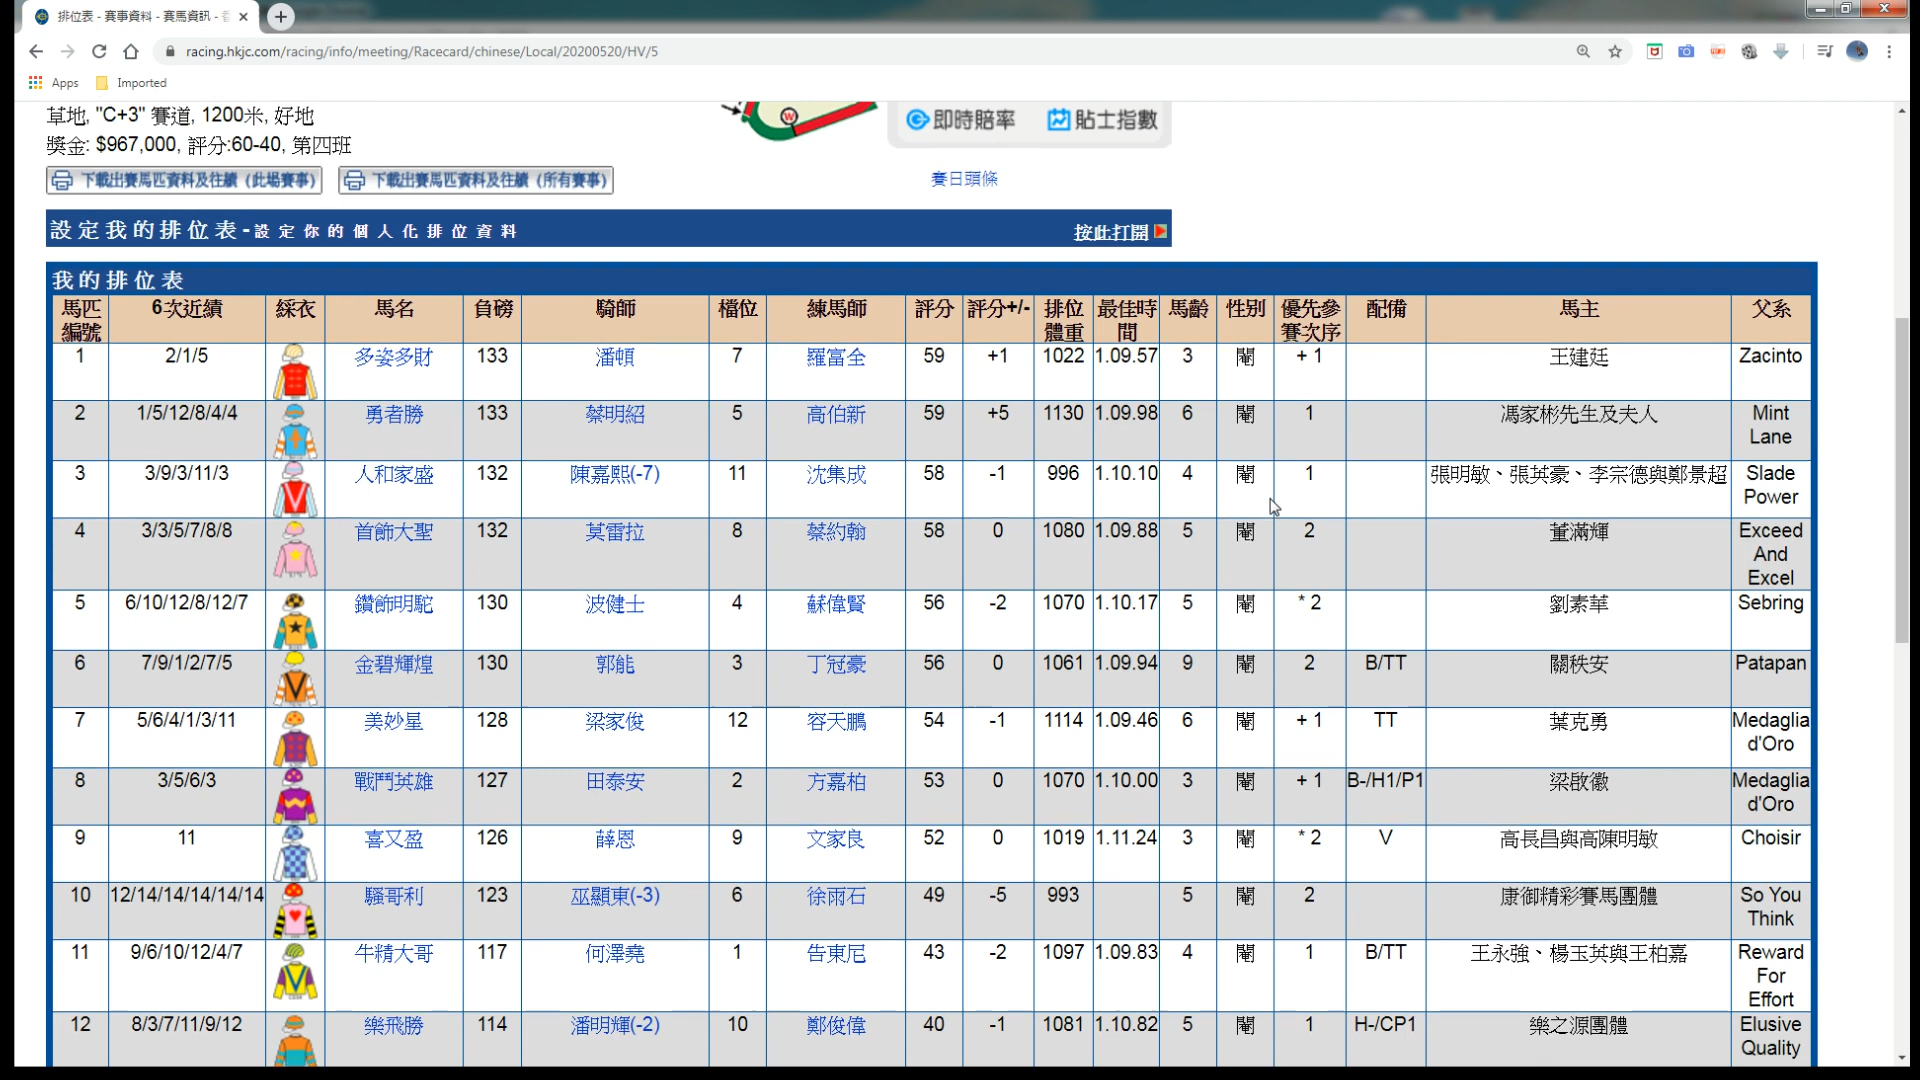 排位表 - 賽事資料 - 賽馬資訊 -
racing.hkjc.com/racing/info/meeting/Racecard/chinese/Local/20200520/HV/5
Apps Imported
草地, "C+3" 賽道, 1200米, 好地
獎金: $967,000, 評分:60-40, 第四班
即時賠率 貼士指數
下載出賽馬匹資料及往績 (此場賽事) 下載出賽馬匹資料及往績 (所有賽事)
賽日頭條
設定我的排位表-設定你的個人化排位資料 按此打開
我的排位表
馬匹編號 6次近績 綵衣 馬名 負磅 騎師 檔位 練馬師 評分 評分+/- 排位體重 最佳時間 馬齡 性別 優先參賽次序 配備 馬主 父系
1 2/1/5 多姿多財 133 潘頓 7 羅富全 59 +1 1022 1.09.57 3 閹 + 1 王建廷 Zacinto
2 1/5/12/8/4/4 勇者勝 133 蔡明紹 5 高伯新 59 +5 1130 1.09.98 6 閹 1 馮家彬先生及夫人 Mint Lane
3 3/9/3/11/3 人和家盛 132 陳嘉熙(-7) 11 沈集成 58 -1 996 1.10.10 4 閹 1 張明敏、張英豪、李宗德與鄭景超 Slade Power
4 3/3/5/7/8/8 首飾大聖 132 莫雷拉 8 蔡約翰 58 0 1080 1.09.88 5 閹 2 董滿輝 Exceed And Excel
5 6/10/12/8/12/7 鑽飾明駝 130 波健士 4 蘇偉賢 56 -2 1070 1.10.17 5 閹 * 2 劉素華 Sebring
6 7/9/1/2/7/5 金碧輝煌 130 郭能 3 丁冠豪 56 0 1061 1.09.94 9 閹 2 B/TT 關秩安 Patapan
7 5/6/4/1/3/11 美妙星 128 梁家俊 12 容天鵬 54 -1 1114 1.09.46 6 閹 + 1 TT 葉克勇 Medaglia d'Oro
8 3/5/6/3 戰鬥英雄 127 田泰安 2 方嘉柏 53 0 1070 1.10.00 3 閹 + 1 B-/H1/P1 梁啟徽 Medaglia d'Oro
9 11 喜又盈 126 薛恩 9 文家良 52 0 1019 1.11.24 3 閹 * 2 V 高長昌與高陳明敏 Choisir
10 12/14/14/14/14/14 騷哥利 123 巫顯東(-3) 6 徐雨石 49 -5 993 5 閹 2 康御精彩賽馬團體 So You Think
11 9/6/10/12/4/7 牛精大哥 117 何澤堯 1 告東尼 43 -2 1097 1.09.83 4 閹 1 B/TT 王永強、楊玉英與王柏嘉 Reward For Effort
12 8/3/7/11/9/12 樂飛勝 114 潘明輝(-2) 10 鄭俊偉 40 -1 1081 1.10.82 5 閹 1 H-/CP1 樂之源團體 Elusive Quality